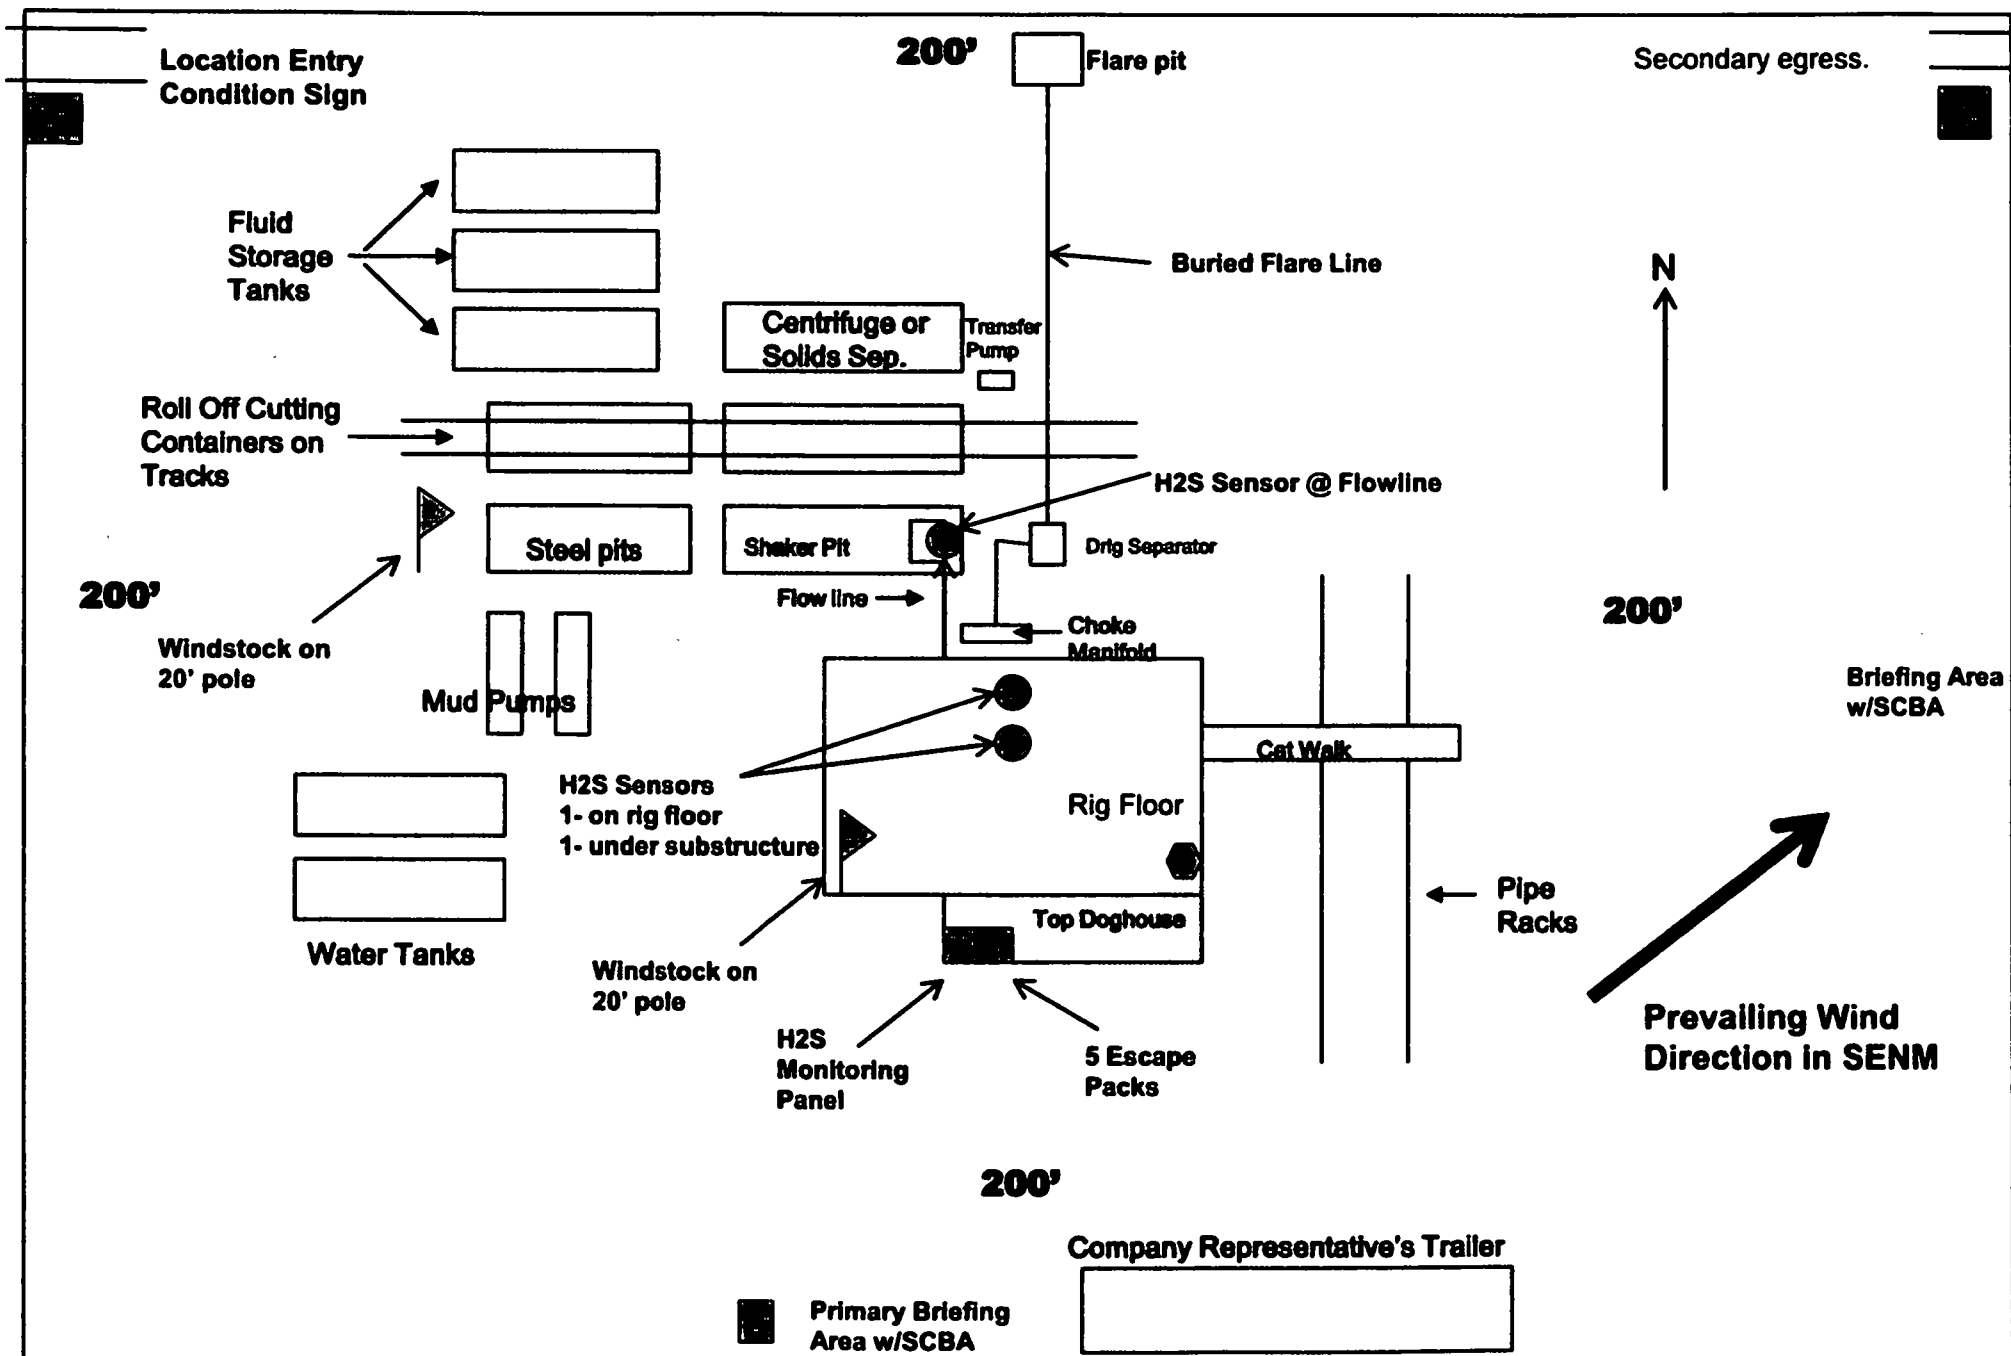 Location Entry
Condition Sign
200'
Flare pit
Secondary egress.
Fluid
Storage
Tanks
Buried Flare Line
N
Centrifuge or
Solids Sep.
Transfer
Pump
Roll Off Cutting
Containers on
Tracks
H2S Sensor @ Flowline
Steel pits
Shaker Pit
Drlg Separator
200'
Flow line
200'
Windstock on
20' pole
Choke
Manifold
Mud Pumps
Briefing Area
w/SCBA
Cat Walk
H2S Sensors
1- on rig floor
1- under substructure
Rig Floor
Pipe
Racks
Top Doghouse
Water Tanks
Windstock on
20' pole
Prevailing Wind
Direction in SENM
H2S
Monitoring
Panel
5 Escape
Packs
200'
Company Representative's Trailer
Primary Briefing
Area w/SCBA